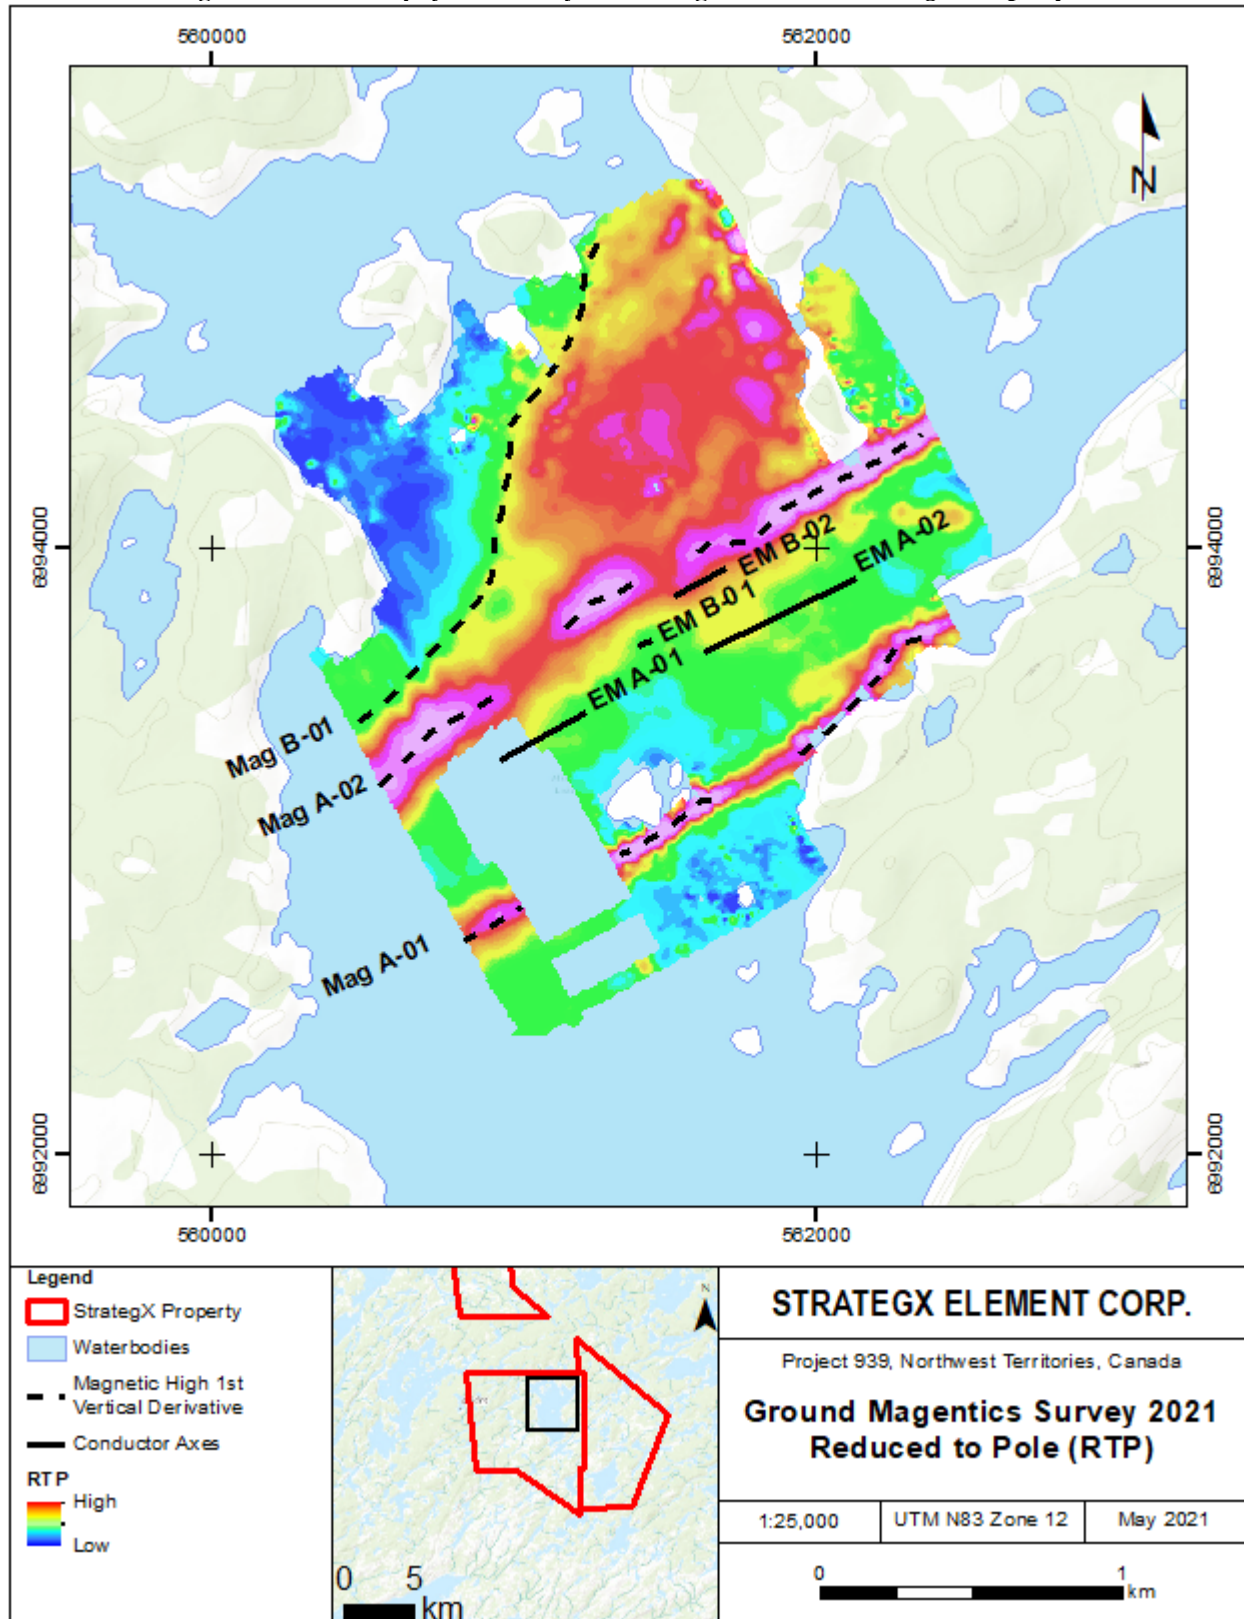 560000 562000
N
6994000 6994000
EM B-02
EM A-02
EM B-01
EM A-01
Mag B-01
Mag A-02
Mag A-01
6992000 6992000
560000 562000
Legend
StrategX Property
Waterbodies
Magnetic High 1st
Vertical Derivative
Conductor Axes
RTP
High
Low
N
0 5
km
STRATEGX ELEMENT CORP.
Project 939, Northwest Territories, Canada
Ground Magentics Survey 2021
Reduced to Pole (RTP)
1:25,000 UTM N83 Zone 12 May 2021
0 1
km